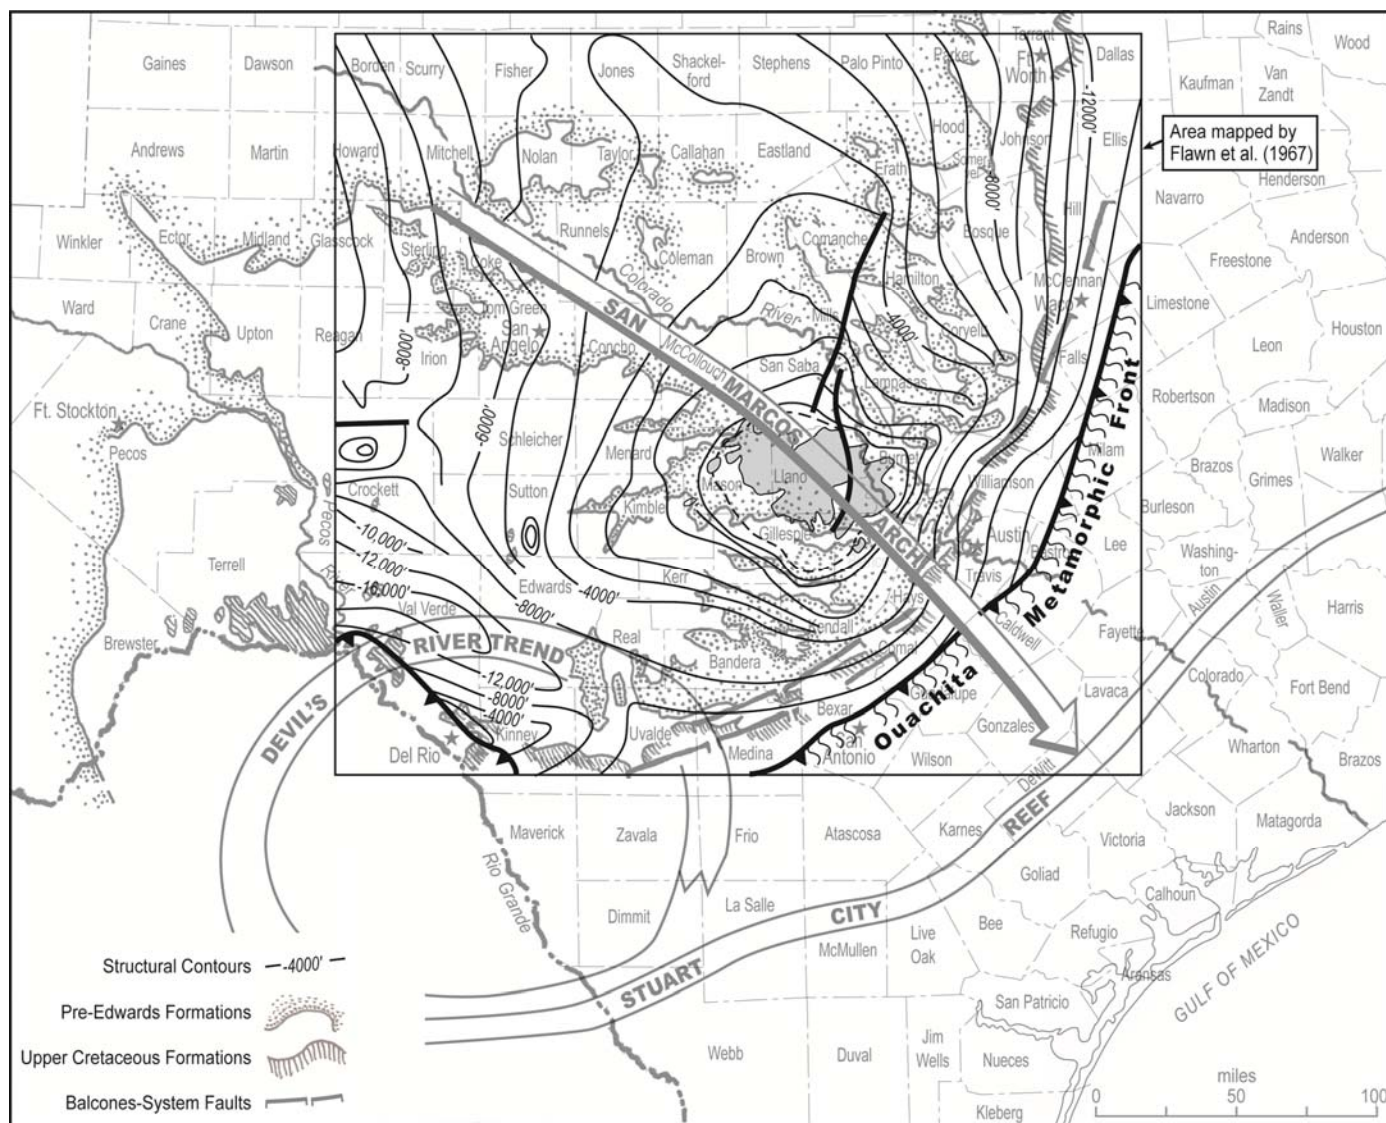 Gaines
Dawson
Borden
Scurry
Fisher
Jones
Shackel-
ford
Stephens
Palo Pinto
Parker
Tarrant
Ft
Worth
Dallas
Rains
Wood
Kaufman
Van
Zandt
-12000'
Ellis
Area mapped by
Flawn et al. (1967)
Andrews
Martin
Howard
Mitchell
Nolan
Taylor
Callahan
Eastland
Erath
Hood
Johnson
-8000'
Henderson
Navarro
Hill
Winkler
Ector
Midland
Glasscock
Sterling
Coke
Runnels
Coleman
Brown
Comanche
Hamilton
Bosque
Anderson
Freestone
Ward
Crane
Upton
Reagan
-8000'
Irion
Tom Green
San
Angelo
Concho
Colorado
River
Mills
-4000'
Coryell
McClennan
Waco
Limestone
Falls
Houston
Leon
SAN MARCOS ARCH
McCollouch
San Saba
Lampasas
Robertson
Madison
Walker
Ft. Stockton
Pecos
-6000'
Schleicher
Menard
Mason
Llano
Burnet
Milam
Brazos
Grimes
Crockett
Sutton
Kimble
Gillespie
Williamson
Burleson
Pecos
-10,000'
-12,000'
-16,000'
Terrell
Val Verde
Edwards
-8000'
-4000'
Kerr
0
Austin
Travis
Lee
Washing-
ton
Austin
Waller
Harris
Brewster
Hays
Kendall
Comal
Caldwell
Fayette
DEVIL'S RIVER TREND
Real
Bandera
Ouachita Metamorphic Front
-12,000'
-8000'
-4000'
Guadalupe
Lavaca
Colorado
Fort Bend
Del Rio
Kinney
Uvalde
Medina
Bexar
San
Antonio
Gonzales
Wilson
Wharton
Brazos
DeWitt
Maverick
Zavala
Frio
Atascosa
Karnes
Victoria
Jackson
Matagorda
Rio Grande
Dimmit
La Salle
STUART CITY REEF
McMullen
Live
Oak
Bee
Goliad
Refugio
Calhoun
Aransas
GULF OF MEXICO
San Patricio
Webb
Duval
Jim
Wells
Nueces
Kleberg
Structural Contours
-4000'
Pre-Edwards Formations
Upper Cretaceous Formations
Balcones-System Faults
miles
0 50 100